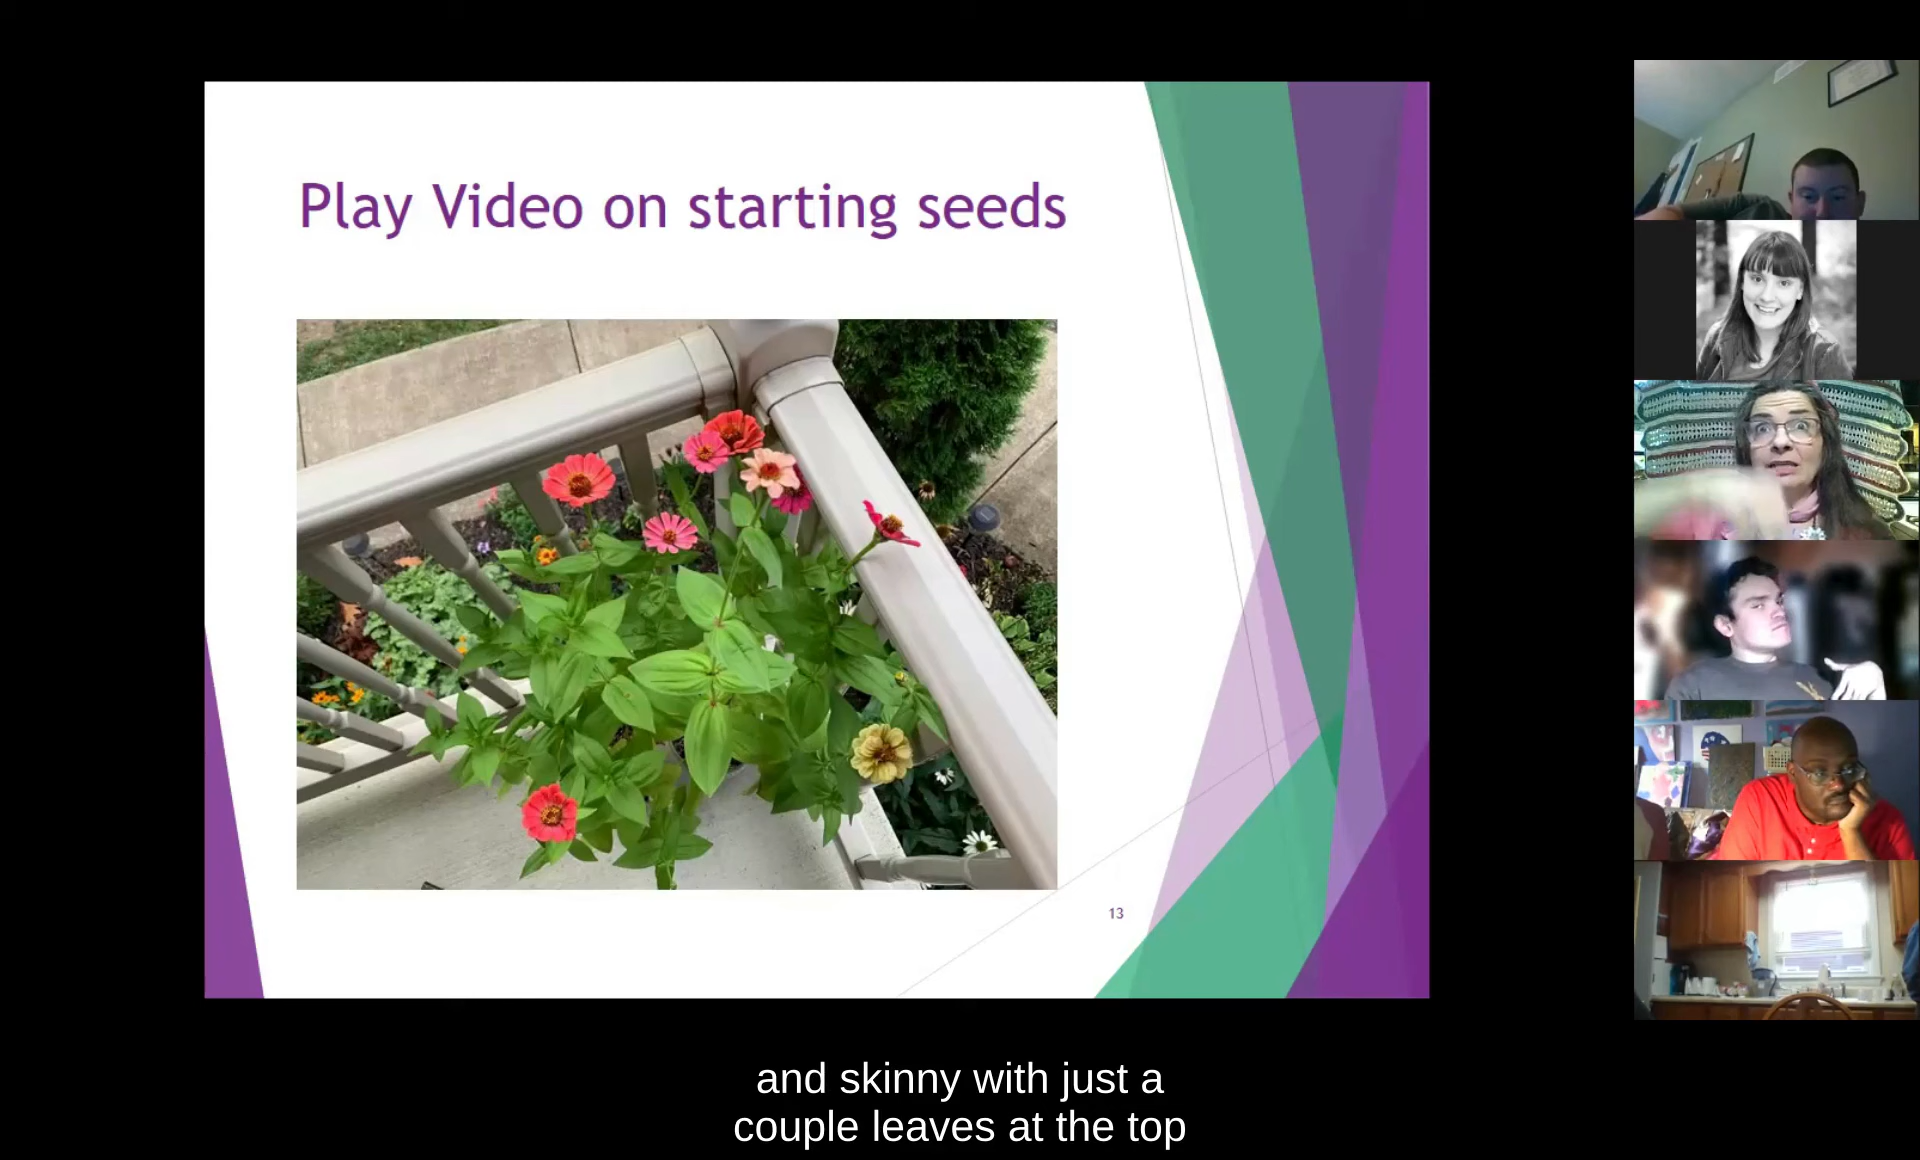 Play Video on starting seeds
13
and skinny with just a
couple leaves at the top